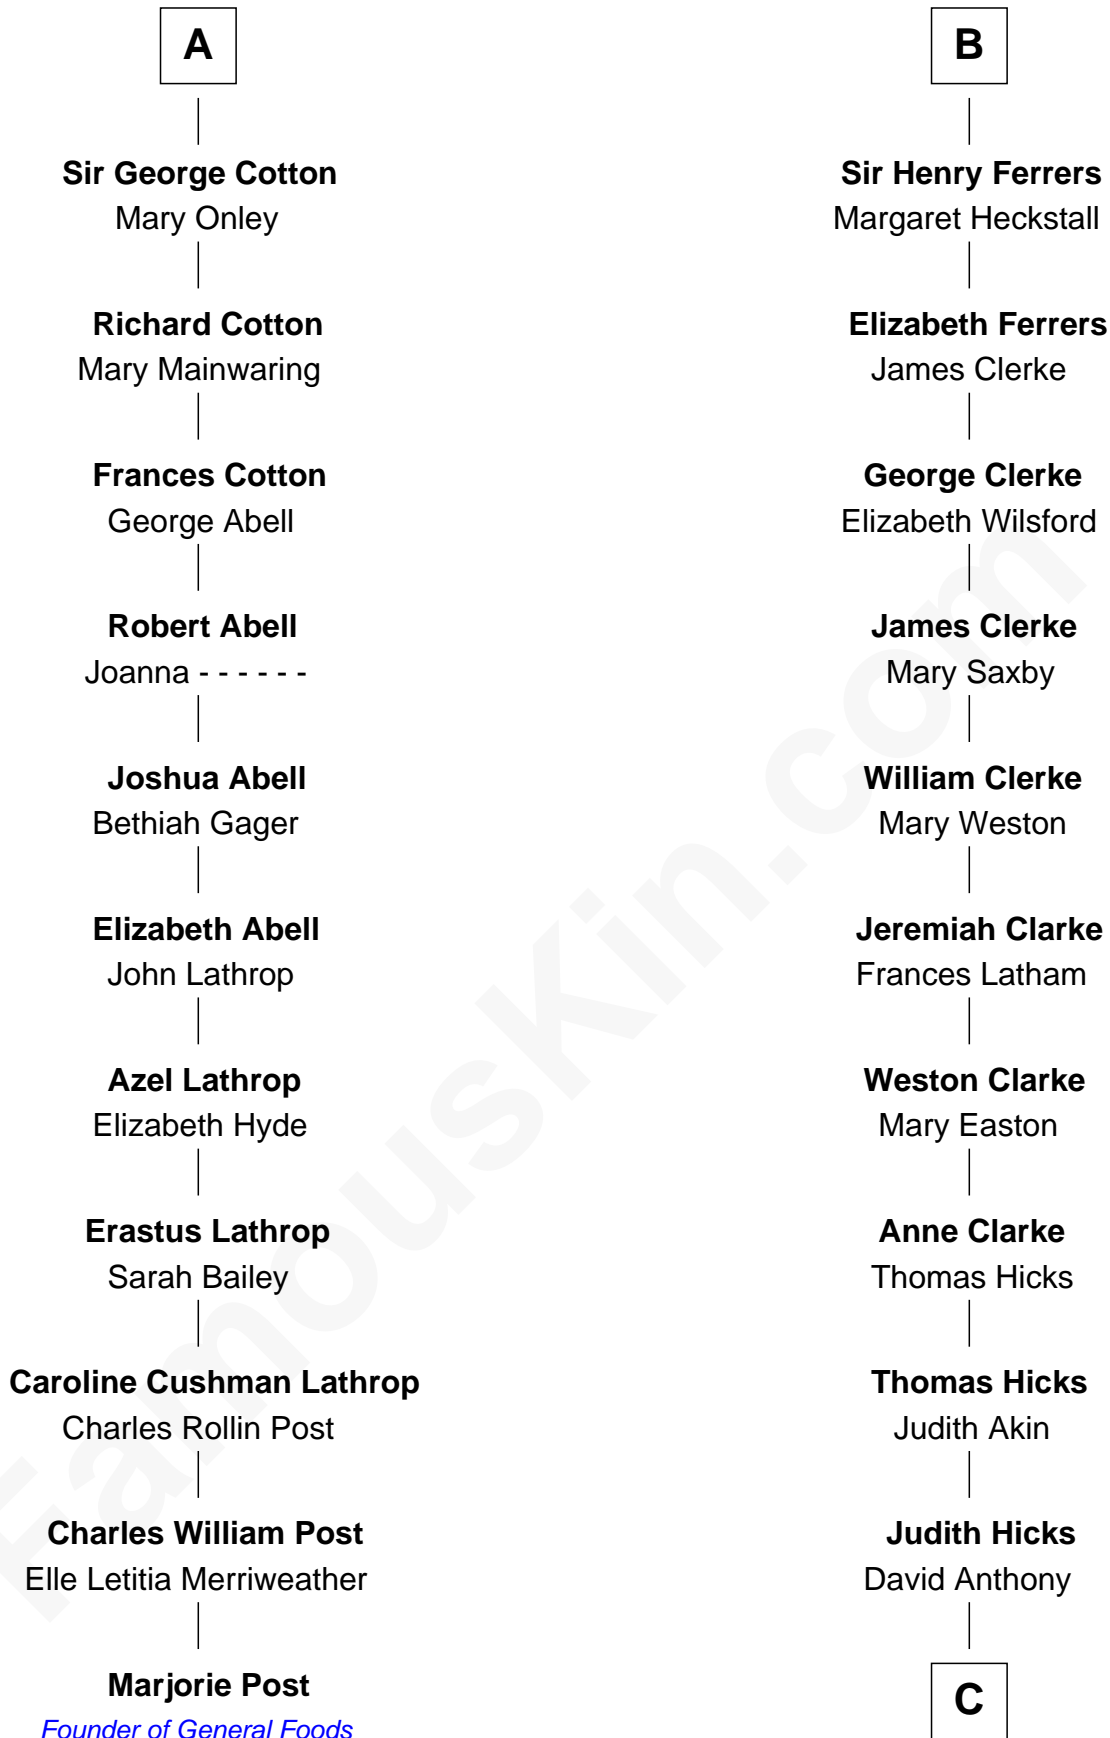 A
Sir George Cotton
Mary Onley
Richard Cotton
Mary Mainwaring
Frances Cotton
George Abell
Robert Abell
Joanna - - - - - -
Joshua Abell
Bethiah Gager
Elizabeth Abell
John Lathrop
Azel Lathrop
Elizabeth Hyde
Erastus Lathrop
Sarah Bailey
Caroline Cushman Lathrop
Charles Rollin Post
Charles William Post
Elle Letitia Merriweather
Marjorie Post
Founder of General Foods
B
Sir Henry Ferrers
Margaret Heckstall
Elizabeth Ferrers
James Clerke
George Clerke
Elizabeth Wilsford
James Clerke
Mary Saxby
William Clerke
Mary Weston
Jeremiah Clarke
Frances Latham
Weston Clarke
Mary Easton
Anne Clarke
Thomas Hicks
Thomas Hicks
Judith Akin
Judith Hicks
David Anthony
C
FamousKin.com